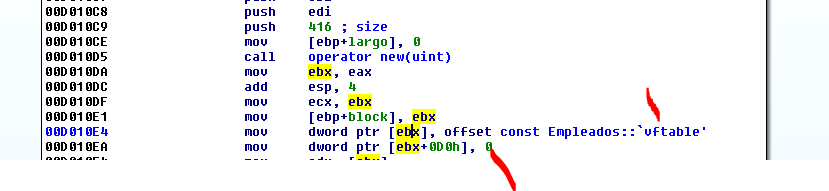 00D010C8 push edi
00D010C9 push 416 ; size
00D010CE mov [ebp+largo], 0
00D010D5 call operator new(uint)
00D010DA mov ebx, eax
00D010DC add esp, 4
00D010DF mov ecx, ebx
00D010E1 mov [ebp+block], ebx
00D010E4 mov dword ptr [ebx], offset const Empleados::`vftable'
00D010EA mov dword ptr [ebx+0D0h], 0